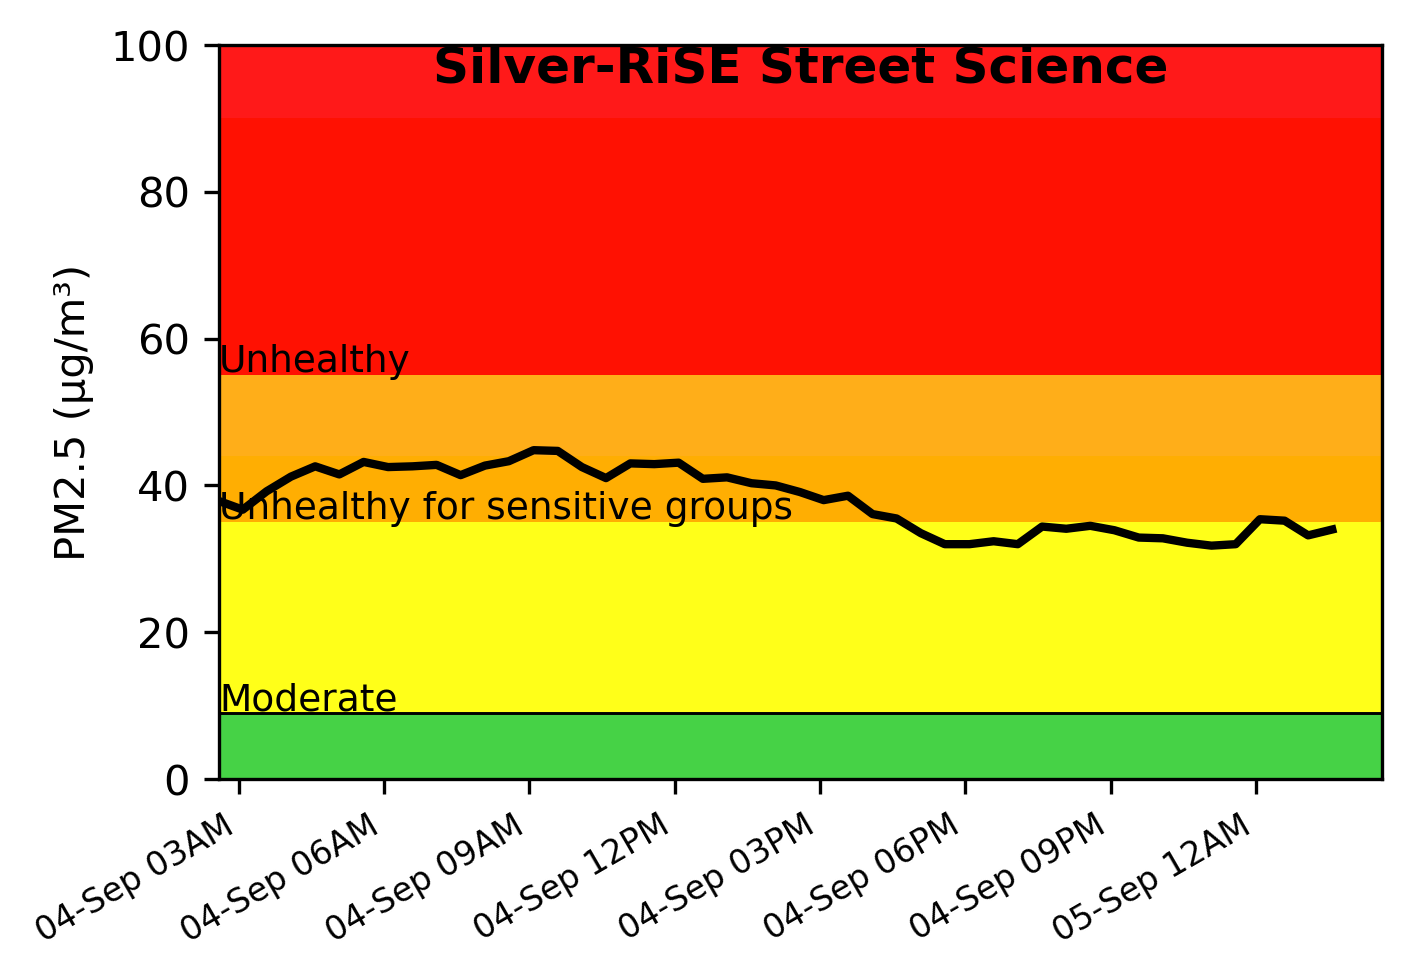 Silver-RiSE Street Science
100
80
60
40
20
0
PM2.5 (µg/m³)
Unhealthy
Unhealthy for sensitive groups
Moderate
04-Sep 03AM
04-Sep 06AM
04-Sep 09AM
04-Sep 12PM
04-Sep 03PM
04-Sep 06PM
04-Sep 09PM
05-Sep 12AM